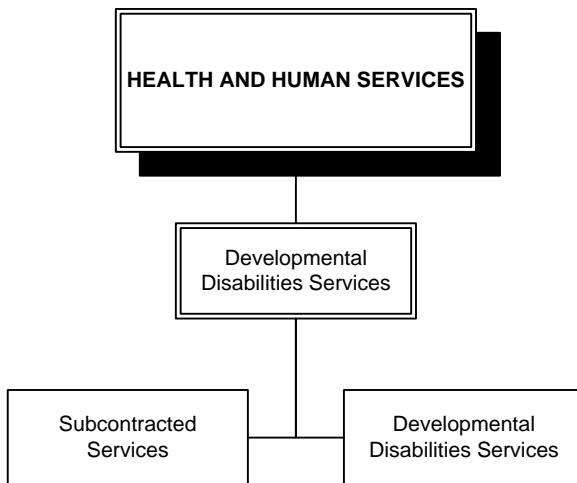 HEALTH AND HUMAN SERVICES
Developmental
Disabilities Services
Subcontracted
Services
Developmental
Disabilities Services